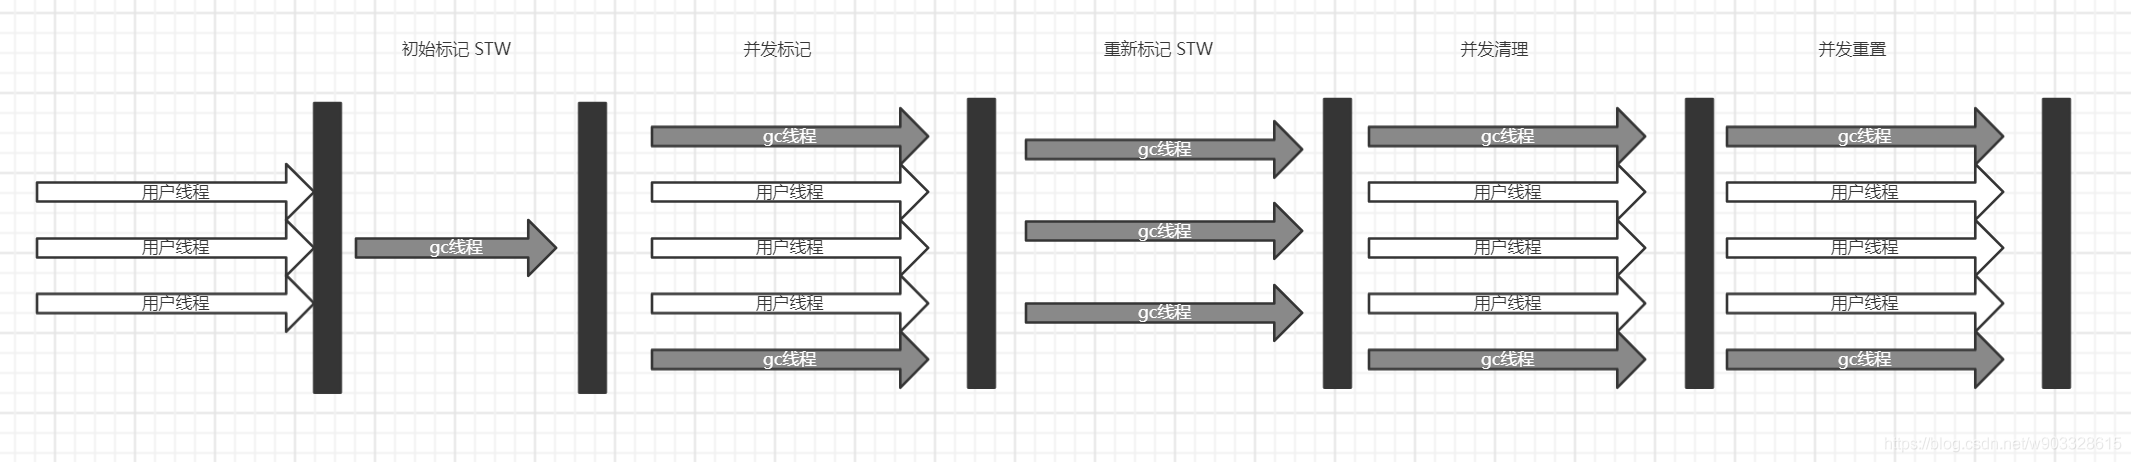 初始标记 STW
并发标记
重新标记 STW
并发清理
并发重置
用户线程
用户线程
用户线程
gc线程
gc线程
用户线程
用户线程
用户线程
gc线程
gc线程
gc线程
gc线程
gc线程
用户线程
用户线程
用户线程
gc线程
gc线程
用户线程
用户线程
用户线程
gc线程
https://blog.csdn.net/w903328615